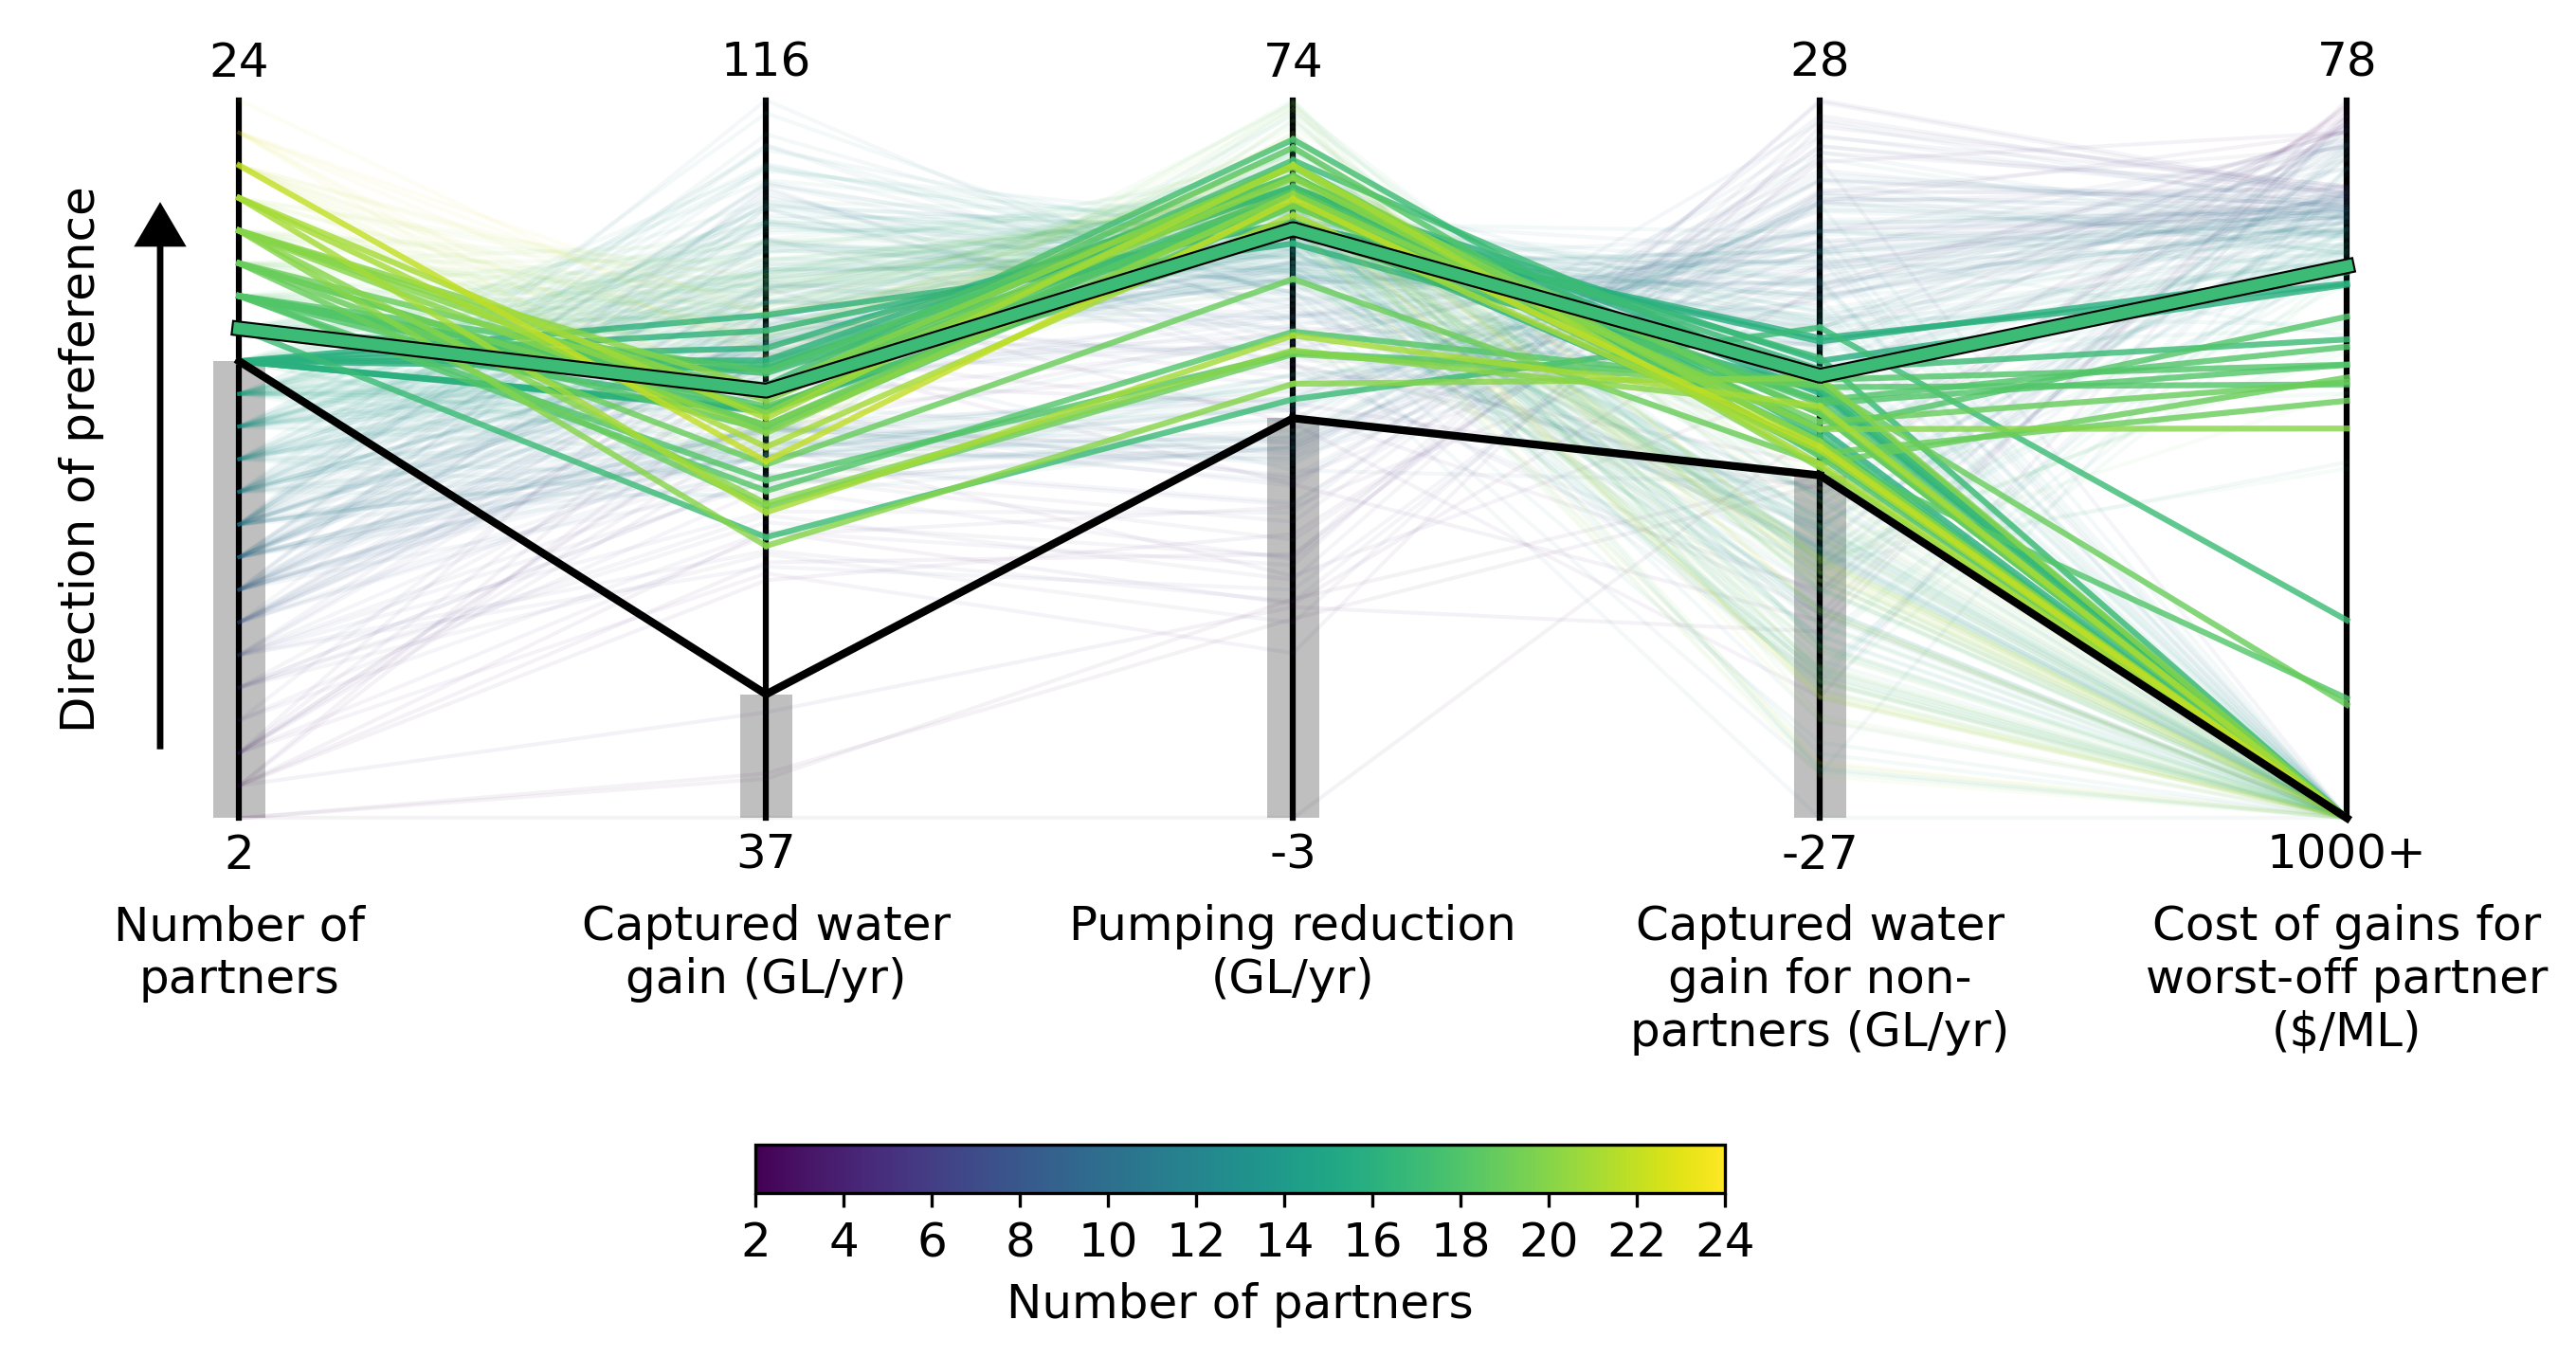 24
116
74
28
78
Direction of preference
2
37
-3
-27
1000+
Number of
partners
Captured water
gain (GL/yr)
Pumping reduction
(GL/yr)
Captured water
gain for non-
partners (GL/yr)
Cost of gains for
worst-off partner
($/ML)
2 4 6 8 10 12 14 16 18 20 22 24
Number of partners